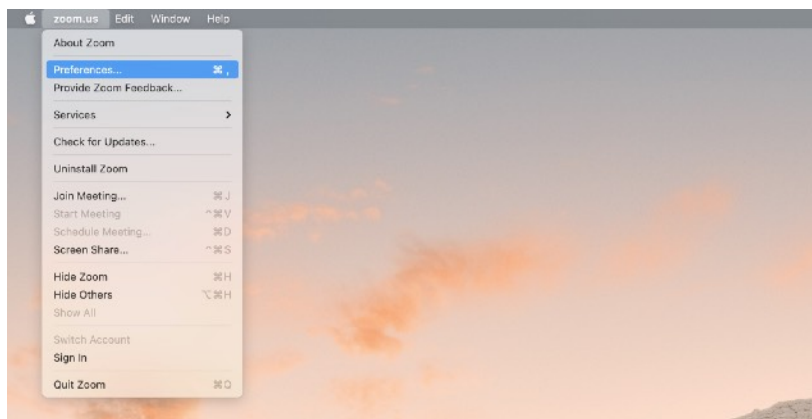 zoom.us Edit Window Help
About Zoom
Preferences... ⌘ ,
Provide Zoom Feedback...
Services >
Check for Updates...
Uninstall Zoom
Join Meeting... ⌘J
Start Meeting ^⌘V
Schedule Meeting... ⌘D
Screen Share... ^⌘S
Hide Zoom ⌘H
Hide Others ⌥⌘H
Show All
Switch Account
Sign In
Quit Zoom ⌘Q